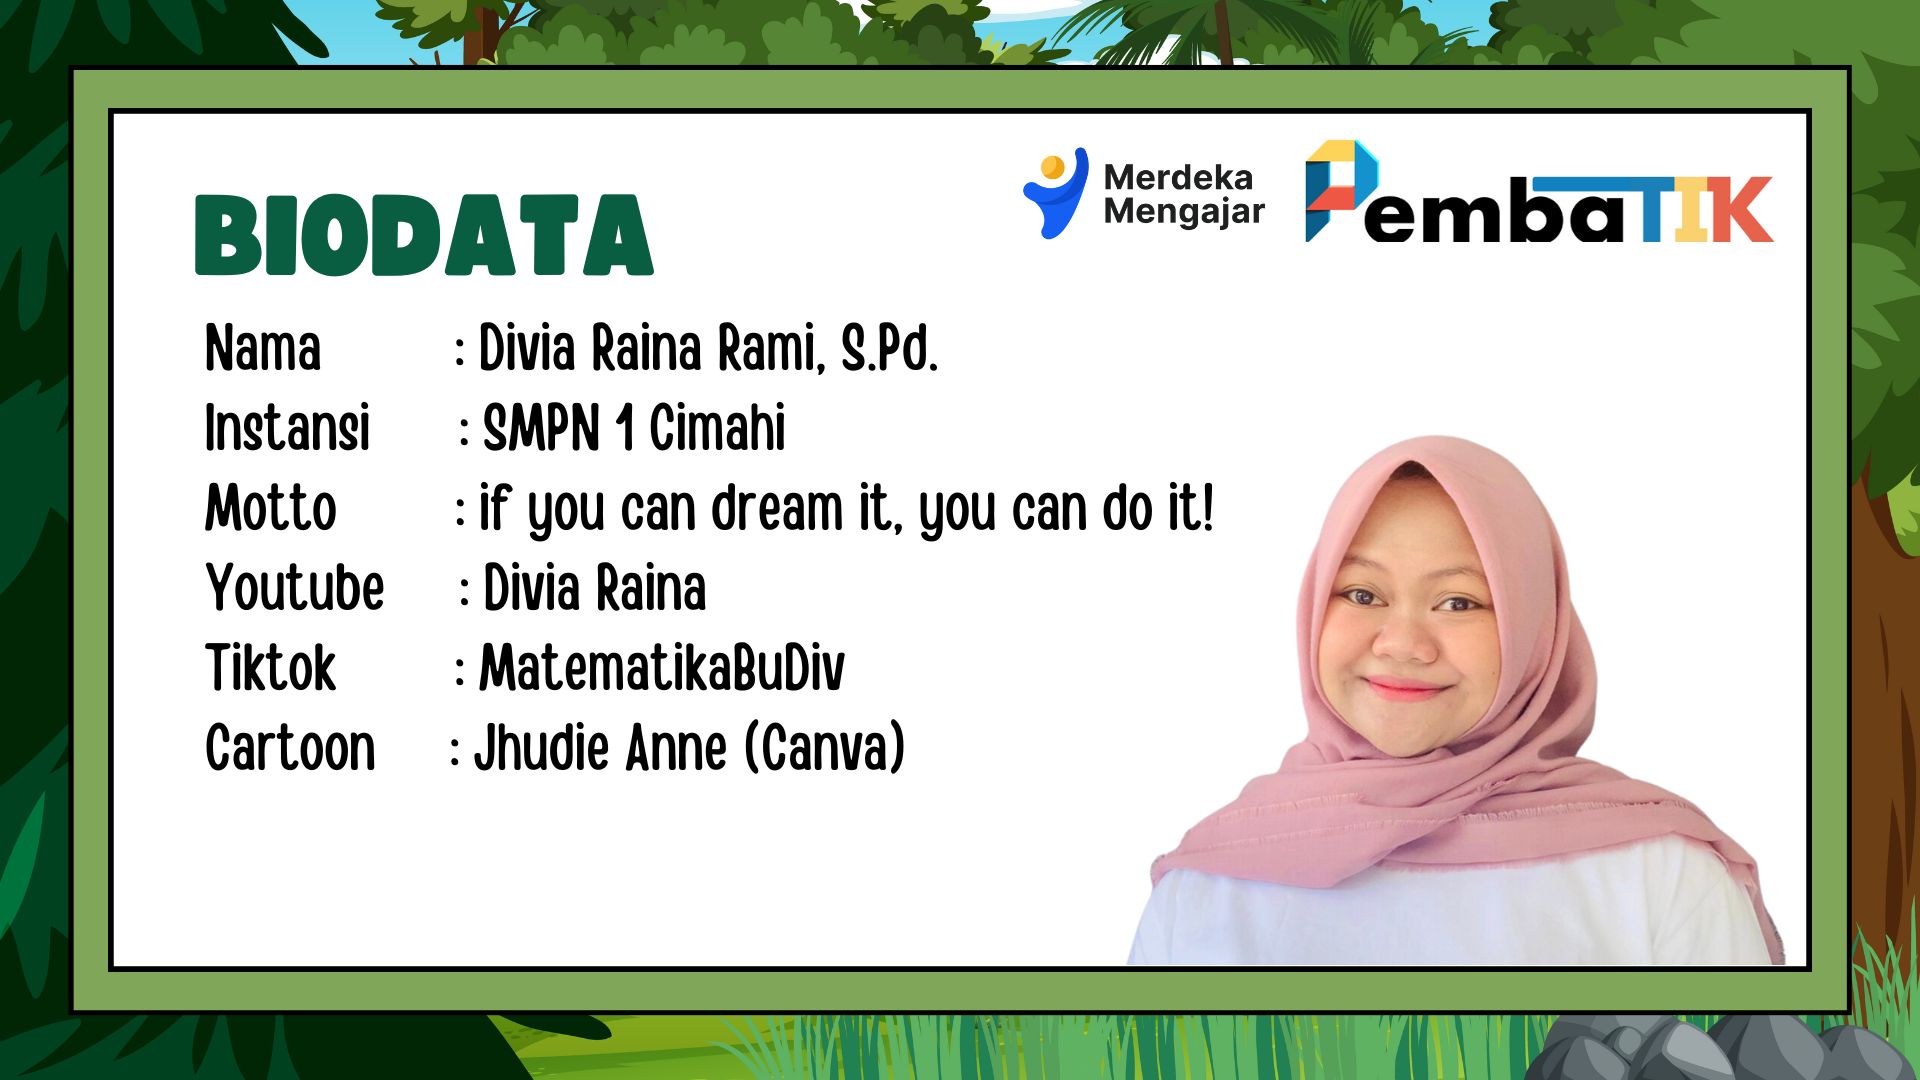 Merdeka
Mengajar
PembaTIK
BIODATA
Nama : Divia Raina Rami, S.Pd.
Instansi : SMPN 1 Cimahi
Motto : if you can dream it, you can do it!
Youtube : Divia Raina
Tiktok : MatematikaBuDiv
Cartoon : Jhudie Anne (Canva)